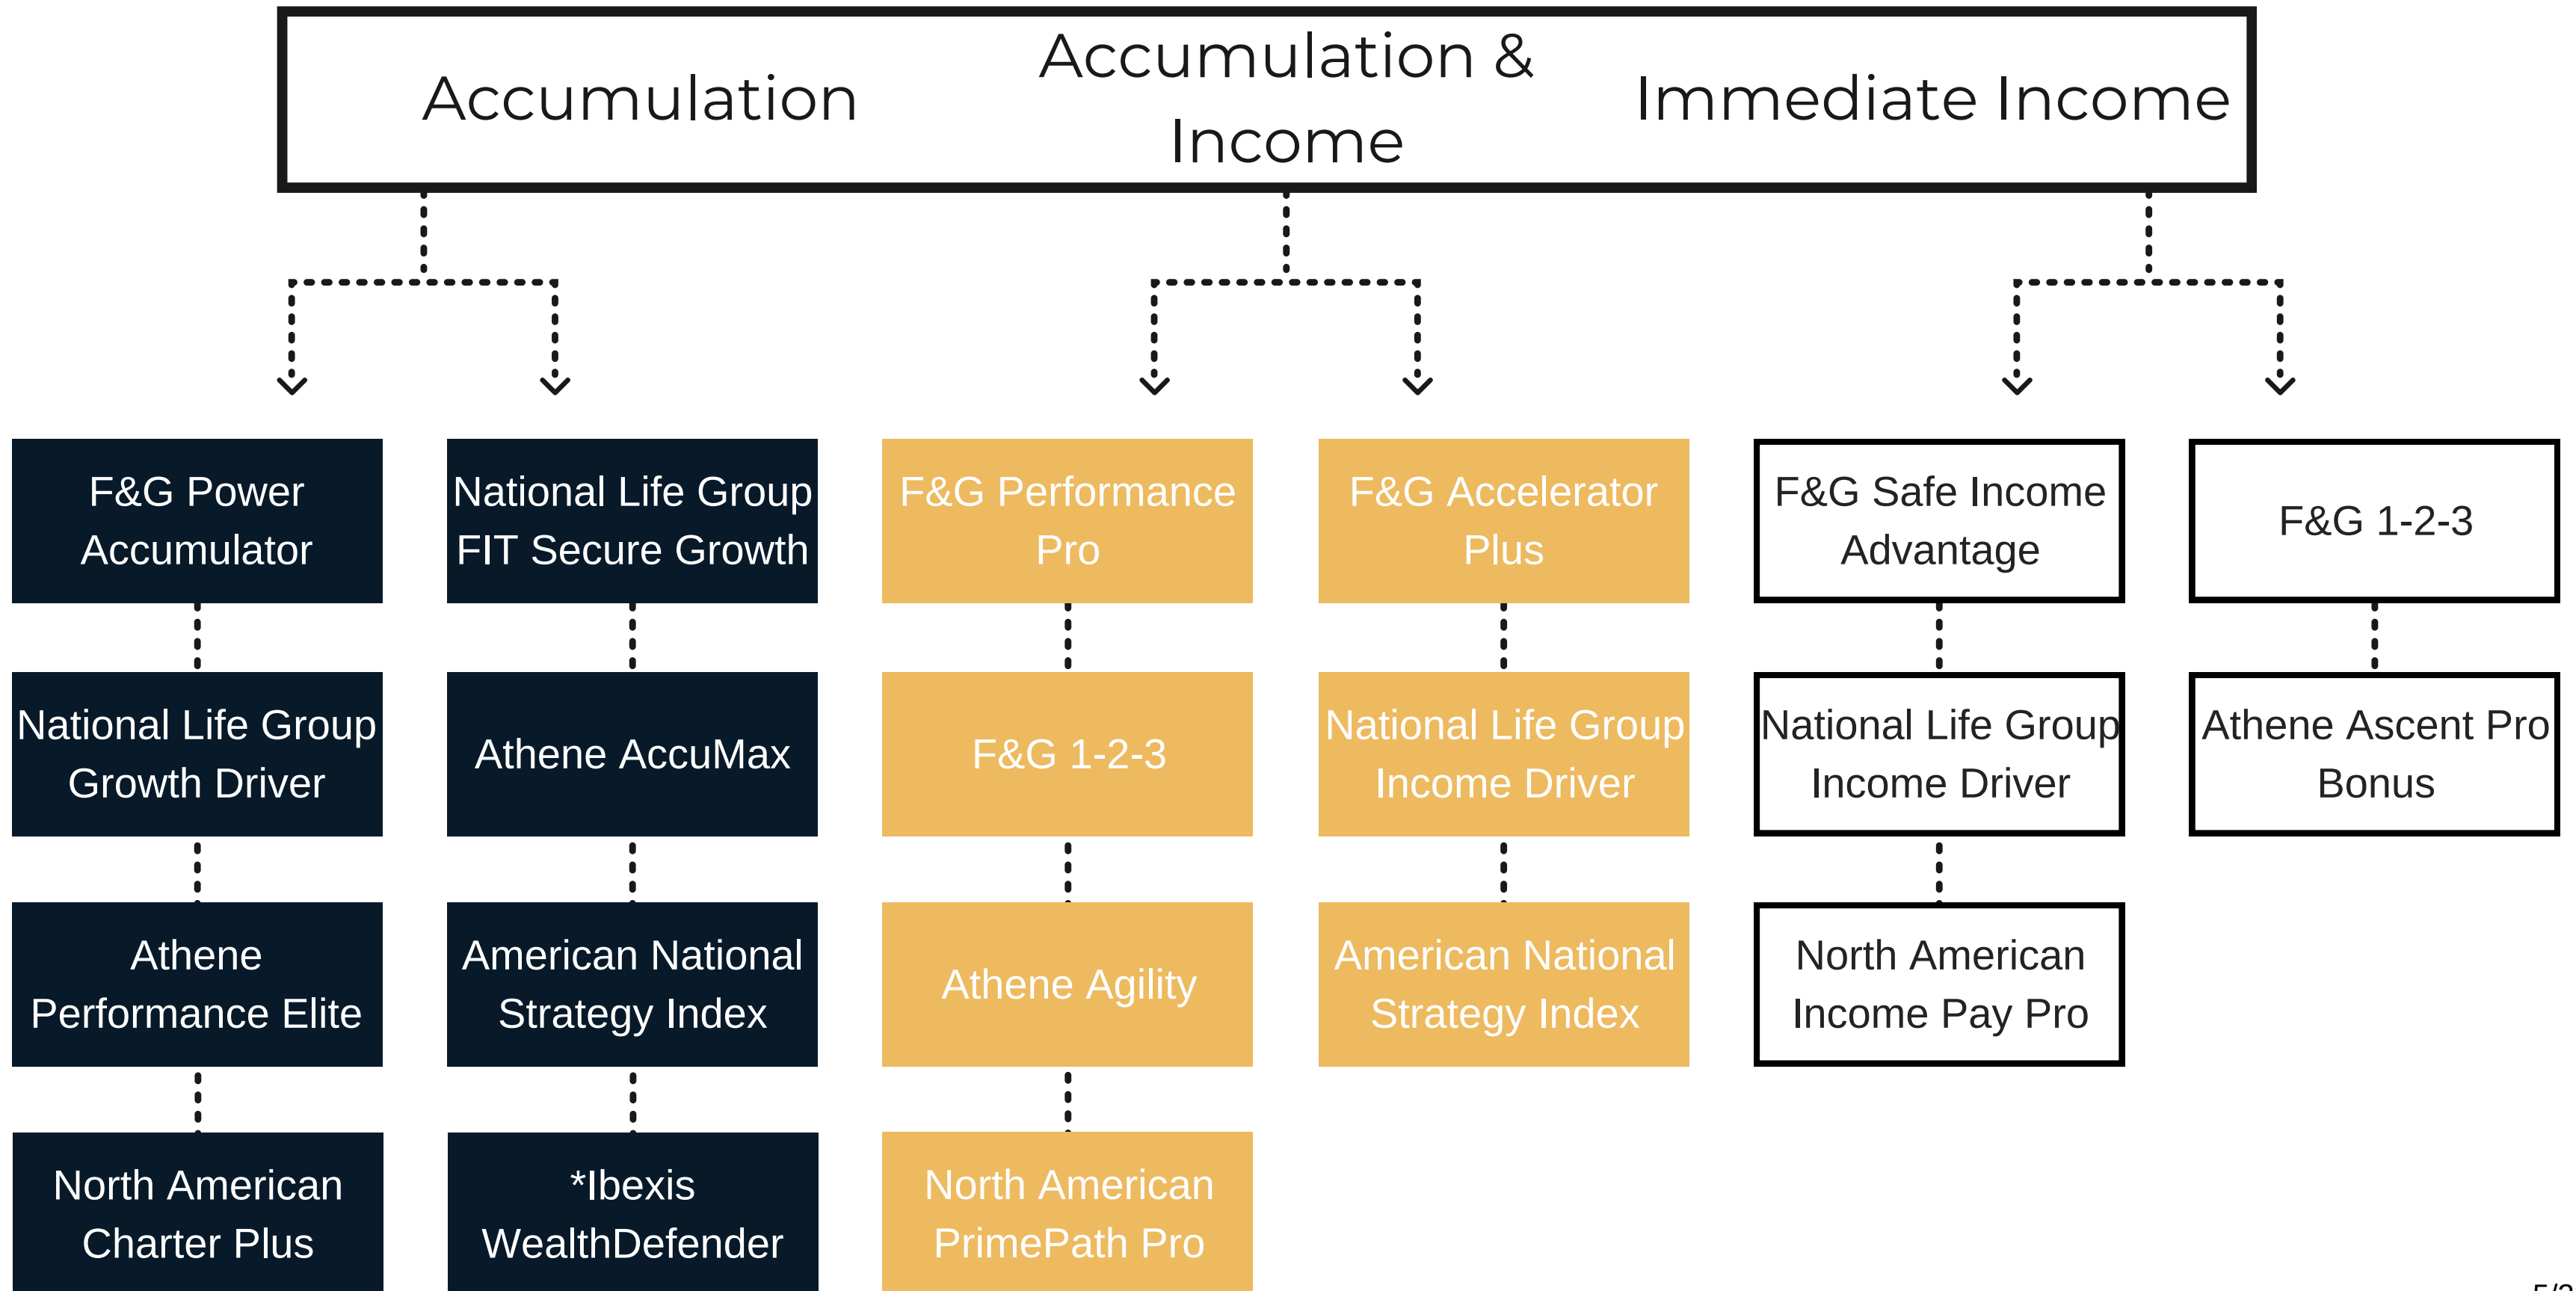 Accumulation
Accumulation &
Income
Immediate Income
F&G Power
Accumulator
National Life Group
FIT Secure Growth
F&G Performance
Pro
F&G Accelerator
Plus
F&G Safe Income
Advantage
F&G 1-2-3
National Life Group
Growth Driver
Athene AccuMax
F&G 1-2-3
National Life Group
Income Driver
National Life Group
Income Driver
Athene Ascent Pro
Bonus
Athene
Performance Elite
American National
Strategy Index
Athene Agility
American National
Strategy Index
North American
Income Pay Pro
North American
Charter Plus
*Ibexis
WealthDefender
North American
PrimePath Pro